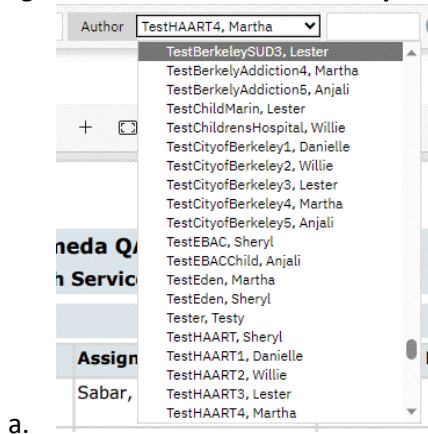 Author TestHAART4, Martha
TestBerkeleySUD3, Lester
TestBerkelyAddiction4, Martha
TestBerkelyAddiction5, Anjali
TestChildMarin, Lester
TestChildrensHospital, Willie
TestCityofBerkeley1, Danielle
TestCityofBerkeley2, Willie
TestCityofBerkeley3, Lester
TestCityofBerkeley4, Martha
TestCityofBerkeley5, Anjali
TestEBAC, Sheryl
TestEBACChild, Anjali
TestEden, Martha
TestEden, Sheryl
Tester, Testy
TestHAART, Sheryl
TestHAART1, Danielle
TestHAART2, Willie
TestHAART3, Lester
TestHAART4, Martha
meda QA
h Servic
Assign
Sabar,
a.